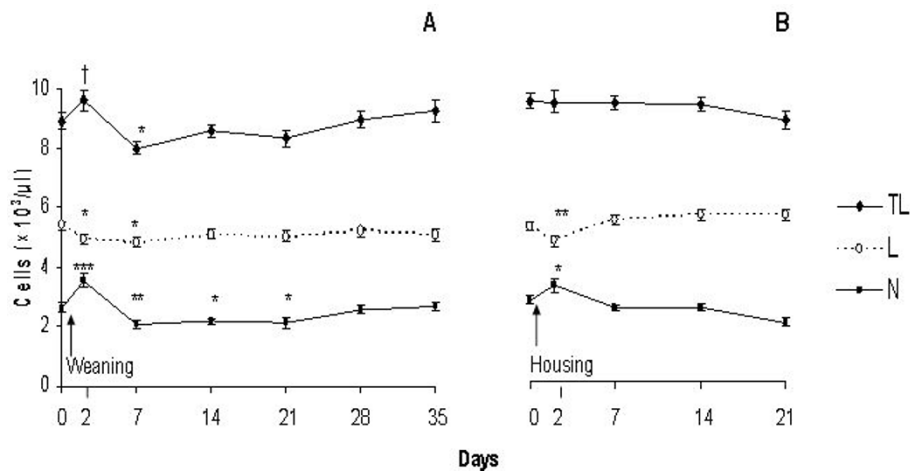 A B
†
10
*
8
Cells (× 10³/µl)
6
* * **
4
*** *
** * *
2
Weaning Housing
0
0 2 7 14 21 28 35 0 2 7 14 21
Days
TL
L
N